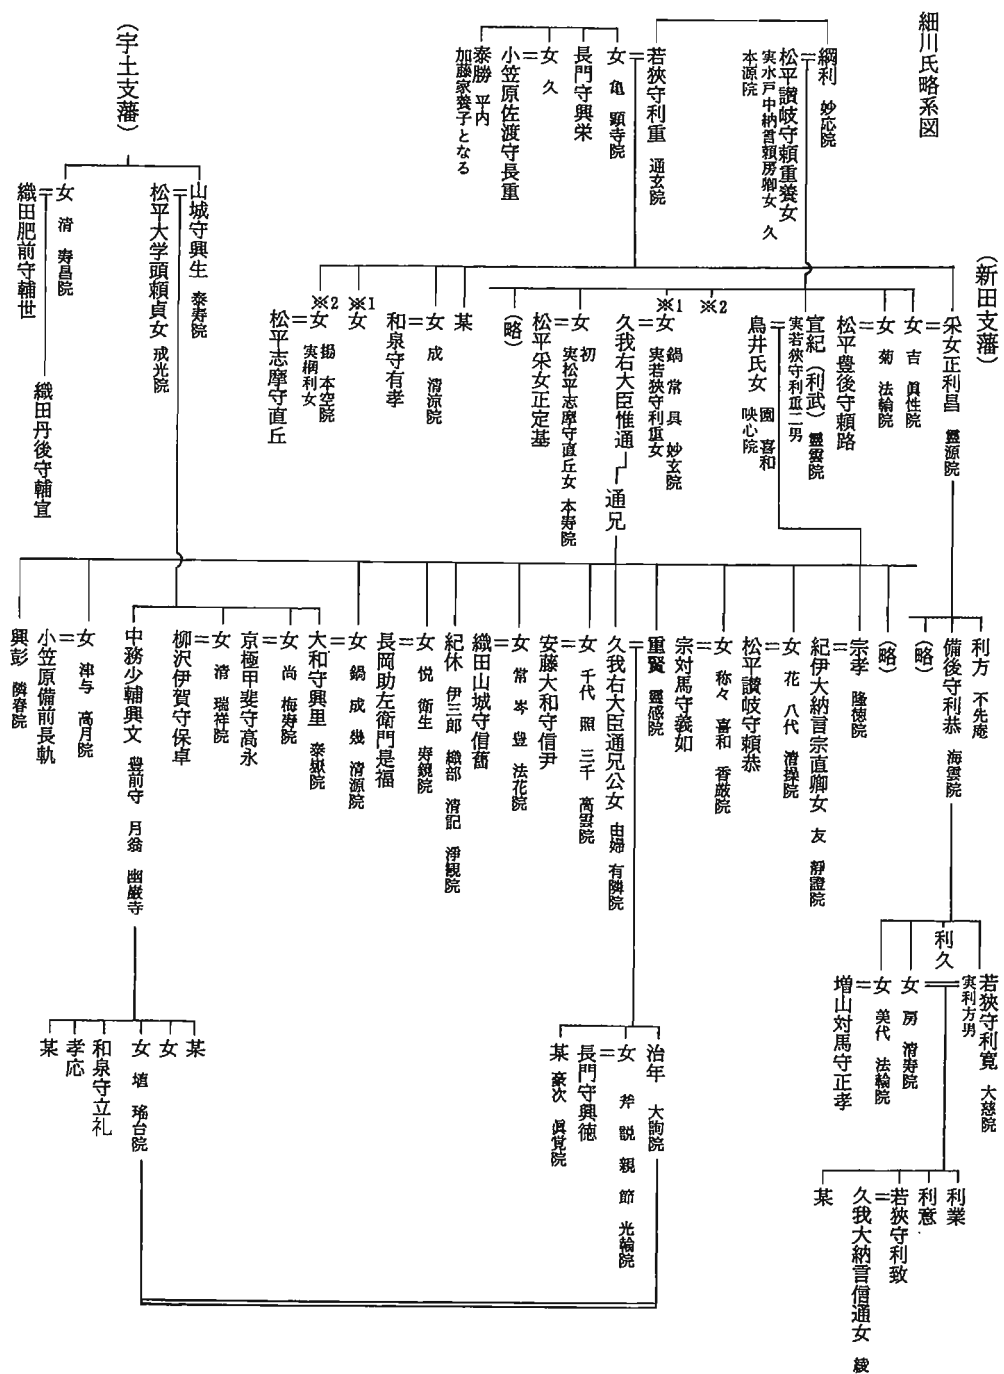 細川氏略系図
綱利　妙応院
松平讃岐守頼重養女
実水戸中納言頼房卿女　久
本源院
若狭守利重　通玄院
女　亀　顕寺院
長門守興栄
女　久
小笠原佐渡守長重
泰勝　平内
加藤家養子となる
（宇土支藩）
山城守興生　泰寿院
松平大学頭頼貞女　戒光院
女　清　寿昌院
織田肥前守輔世
織田丹後守輔宣
（新田支藩）
采女正利昌　靈源院
女　吉　眞性院
女　菊　法輪院
松平豊後守頼路
宣紀（利武）　靈雲院
実若狭守利重二男
鳥井氏女　園　喜和
映心院
※2
※1
女　鍋　常　具　妙玄院
実若狭守利重女
久我右大臣惟通
通兄
女　初
実松平志摩守直丘女　本寿院
松平采女正定基
（略）
某
女　成　清涼院
和泉守有孝
※1
女
※2
女　錫　本空院
実綱利女
松平志摩守直丘
利方　不先庵
備後守利恭　海雲院
（略）
（略）
宗孝　隆徳院
紀伊大納言宗直卿女　友　靜證院
女　花　八代　清操院
松平讃岐守頼恭
女　称々　喜和　香厳院
宗対馬守義如
重賢　靈感院
久我右大臣通兄公女　由婦　有隣院
女　千代　照　三千　高雲院
安藤大和守信尹
女　常　岑　豊　法花院
織田山城守信舊
紀休　伊三郎　織部　清記　淨観院
女　悦　衛生　寿鏡院
長岡助左衛門是福
女　鍋　成　幾　清源院
大和守興里　泰嶽院
女　尚　梅寿院
京極甲斐守高永
女　清　瑞祥院
柳沢伊賀守保卓
中務少輔興文　豊前守　月翁　幽巌寺
女　津与　高月院
小笠原備前長軌
興彭　隣春院
若狭守利寛　大慈院
実利方男
利久
女　房　清寿院
女　美代　法輪院
増山対馬守正孝
治年　大詢院
女　斧　説　親　節　光輪院
長門守興徳
某　豪次　眞覚院
某
女
女　埴　瑤台院
和泉守立礼
孝応
某
利業
利意
若狭守利致
久我大納言信通女　綾
某